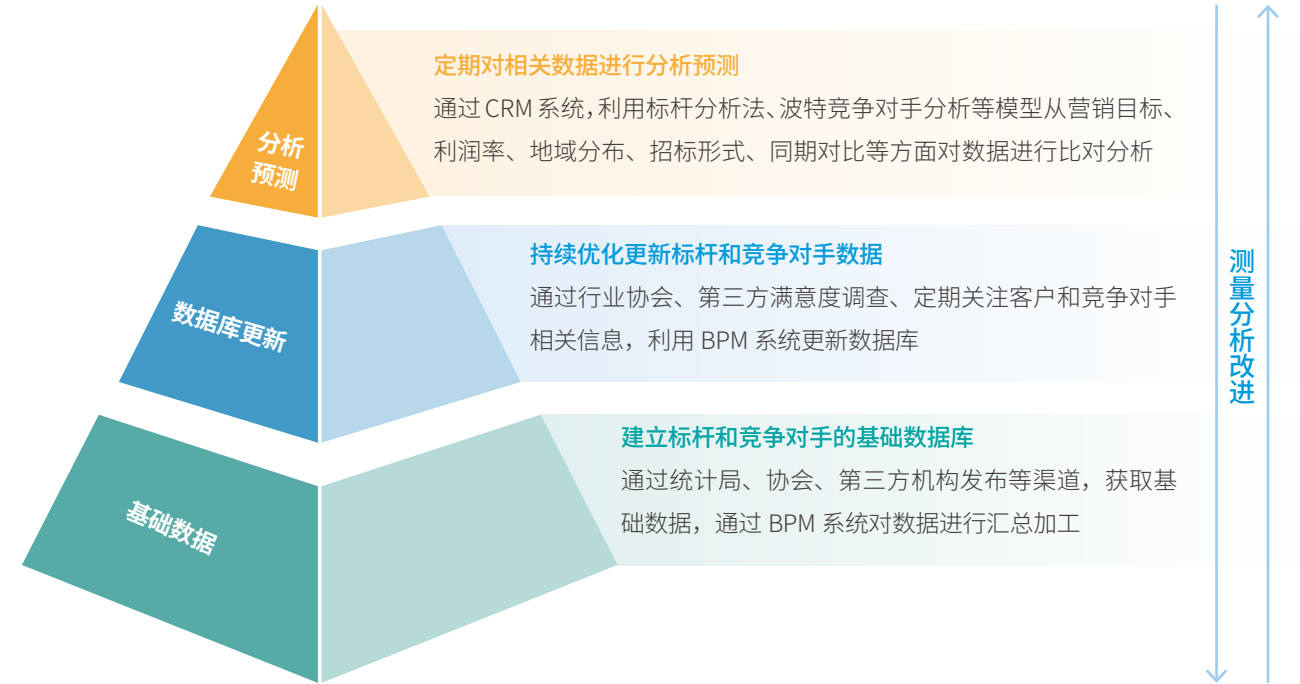 定期对相关数据进行分析预测
通过 CRM 系统，利用标杆分析法、波特竞争对手分析等模型从营销目标、
利润率、地域分布、招标形式、同期对比等方面对数据进行比对分析
分析
预测
持续优化更新标杆和竞争对手数据
通过行业协会、第三方满意度调查、定期关注客户和竞争对手
相关信息，利用 BPM 系统更新数据库
数据库更新
建立标杆和竞争对手的基础数据库
通过统计局、协会、第三方机构发布等渠道，获取基
础数据，通过 BPM 系统对数据进行汇总加工
基础数据
测量分析改进